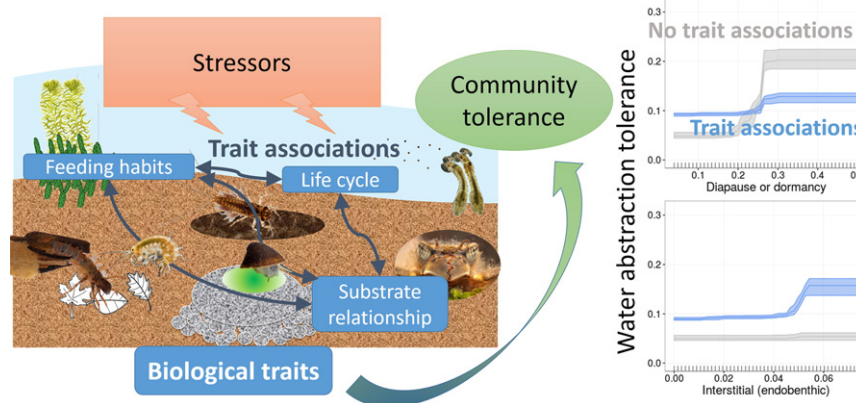 Stressors
Community
tolerance
Trait associations
Feeding habits
Life cycle
Substrate
relationship
Biological traits
Water abstraction tolerance
No trait associations
Trait associations
0.3
0.2
0.1
0.0
0.1
0.2
0.3
0.4
Diapause or dormancy
0.3
0.2
0.1
0.0
0.00
0.02
0.04
0.06
Interstitial (endobenthic)